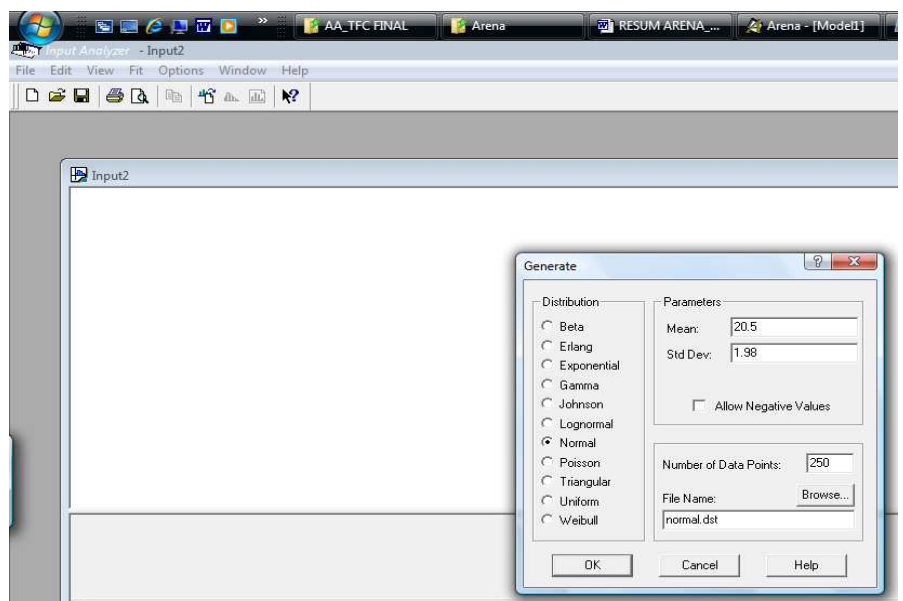 » AA_TFC FINAL Arena RESUM ARENA_... Arena - [Model1]
Input Analyzer - Input2
File Edit View Fit Options Window Help
Input2
Generate
Distribution
Beta
Erlang
Exponential
Gamma
Johnson
Lognormal
Normal
Poisson
Triangular
Uniform
Weibull
Parameters
Mean: 20.5
Std Dev: 1.98
Allow Negative Values
Number of Data Points: 250
File Name: Browse...
normal.dst
OK Cancel Help